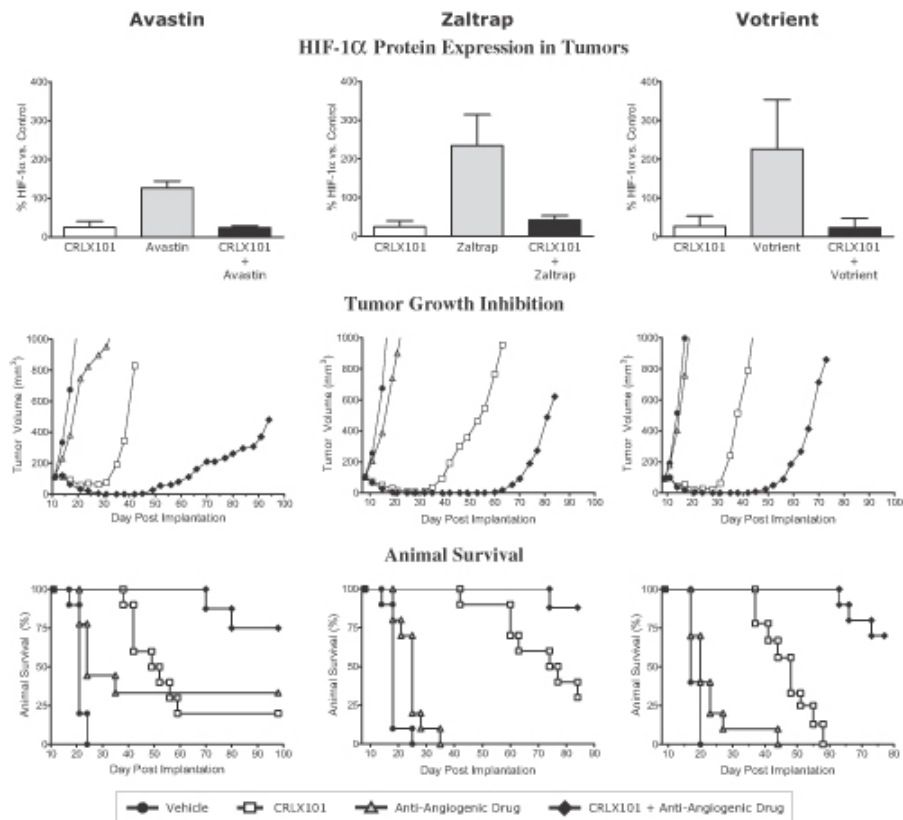 Avastin Zaltrap Votrient
HIF-1α Protein Expression in Tumors
% HIF-1α vs. Control
400
300
200
100
0
CRLX101 Avastin CRLX101
+
Avastin
% HIF-1α vs. Control
400
300
200
100
0
CRLX101 Zaltrap CRLX101
+
Zaltrap
% HIF-1α vs. Control
400
300
200
100
0
CRLX101 Votrient CRLX101
+
Votrient
Tumor Growth Inhibition
Tumor Volume (mm³)
1000
800
600
400
200
0
10 20 30 40 50 60 70 80 90 100
Day Post Implantation
Tumor Volume (mm³)
1000
800
600
400
200
0
10 20 30 40 50 60 70 80 90 100
Day Post Implantation
Tumor Volume (mm³)
1000
800
600
400
200
0
10 20 30 40 50 60 70 80 90 100
Day Post Implantation
Animal Survival
Animal Survival (%)
100
75
50
25
0
10 20 30 40 50 60 70 80 90 100
Day Post Implantation
Animal Survival (%)
100
75
50
25
0
10 20 30 40 50 60 70 80 90
Day Post Implantation
Animal Survival (%)
100
75
50
25
0
10 20 30 40 50 60 70 80
Day Post Implantation
Vehicle CRLX101 Anti-Angiogenic Drug CRLX101 + Anti-Angiogenic Drug